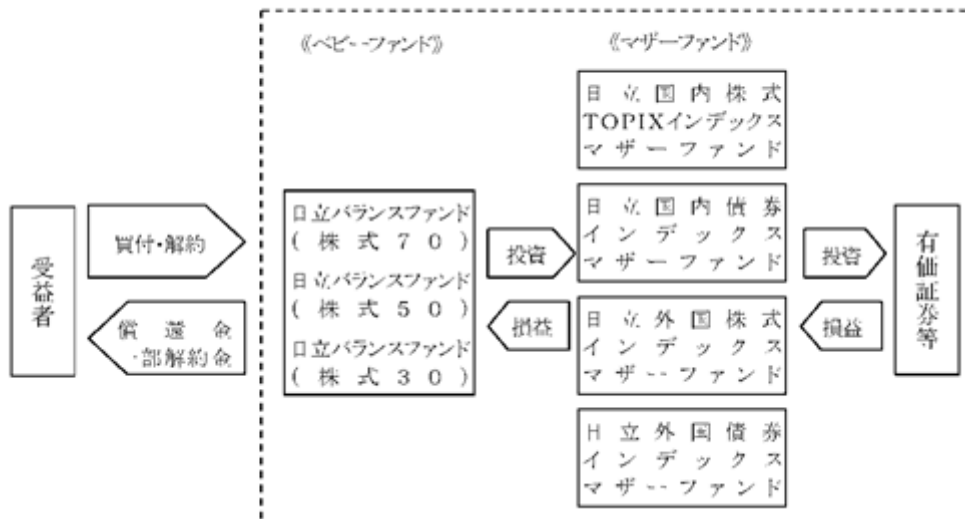 《ベビーファンド》
《マザーファンド》
日立国内株式
TOPIXインデックス
マザーファンド
受益者
買付・解約
償還金
一部解約金
日立バランスファンド
(株式70)
日立バランスファンド
(株式50)
日立バランスファンド
(株式30)
投資
損益
日立国内債券
インデックス
マザーファンド
日立外国株式
インデックス
マザーファンド
日立外国債券
インデックス
マザーファンド
投資
損益
有価証券等